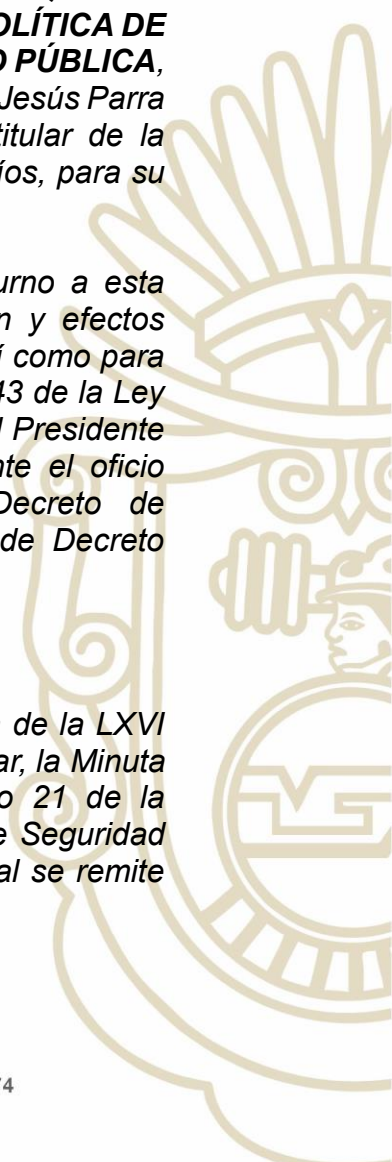 OLÍTICA DE
O PÚBLICA,
Jesús Parra
titular de la
íos, para su
urno a esta
n y efectos
í como para
43 de la Ley
l Presidente
nte el oficio
Decreto de
de Decreto
de la LXVI
ar, la Minuta
o 21 de la
e Seguridad
al se remite
74